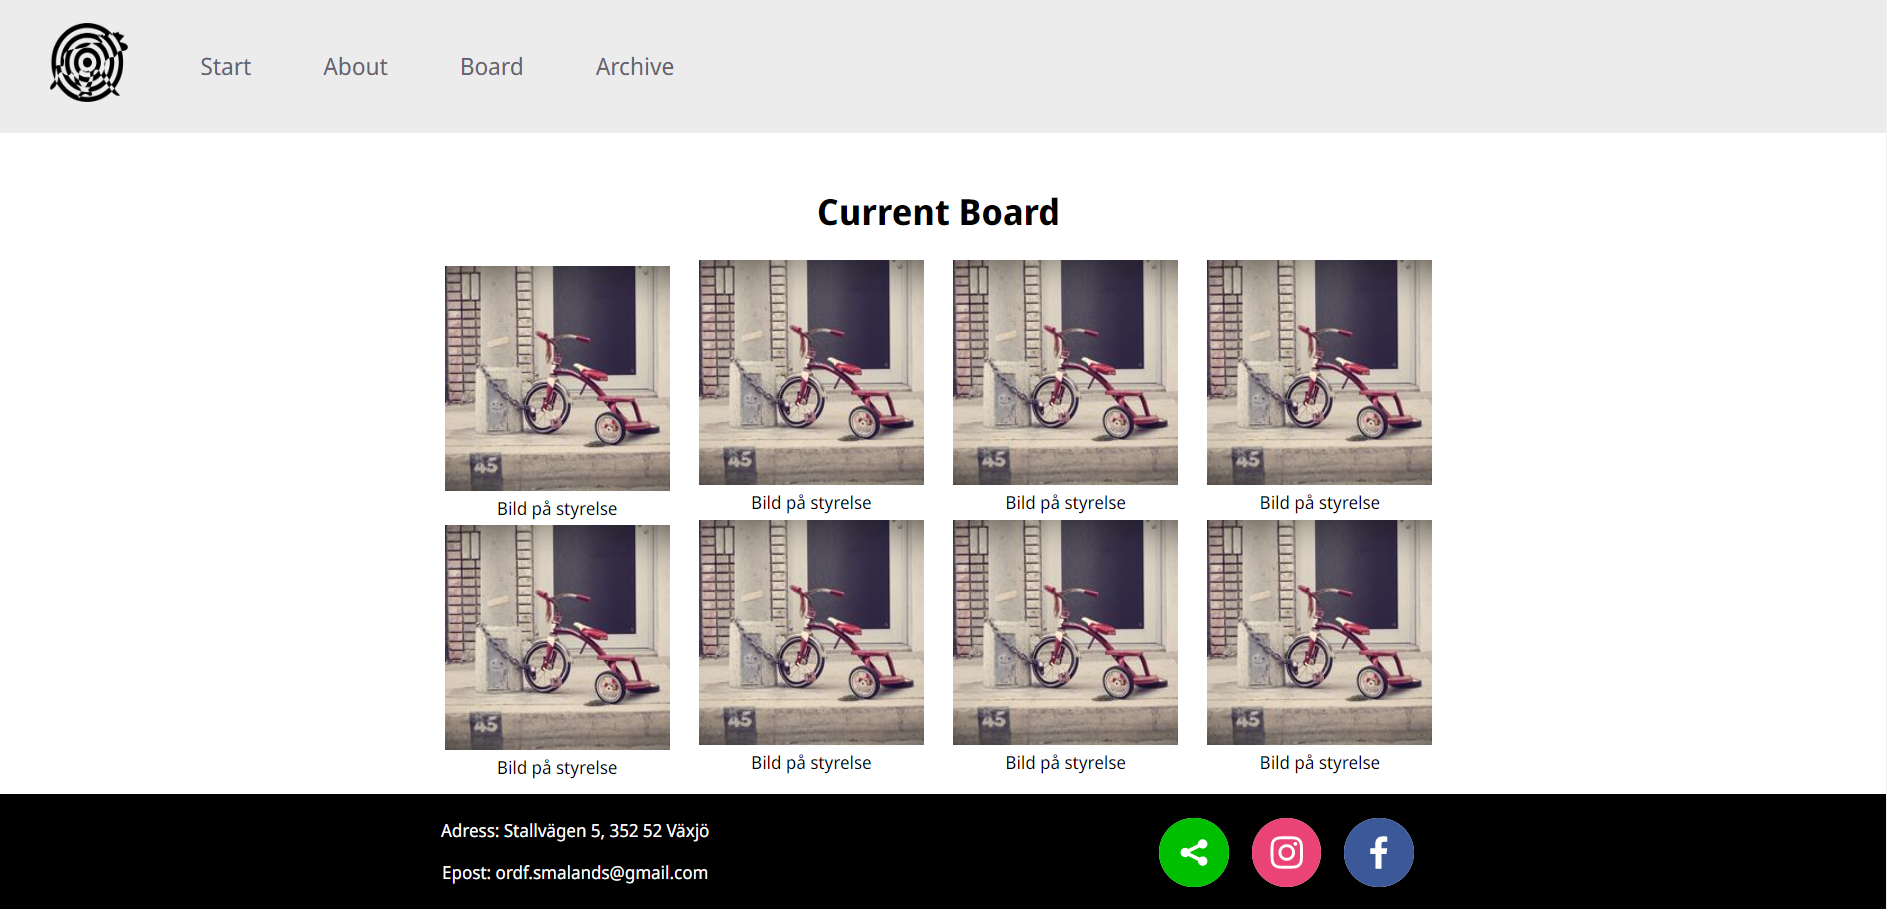 Start About Board Archive
Current Board
45 45 45 45
Bild på styrelse Bild på styrelse Bild på styrelse Bild på styrelse
45 45 45 45
Bild på styrelse Bild på styrelse Bild på styrelse Bild på styrelse
Adress: Stallvägen 5, 352 52 Växjö
Epost: ordf.smalands@gmail.com